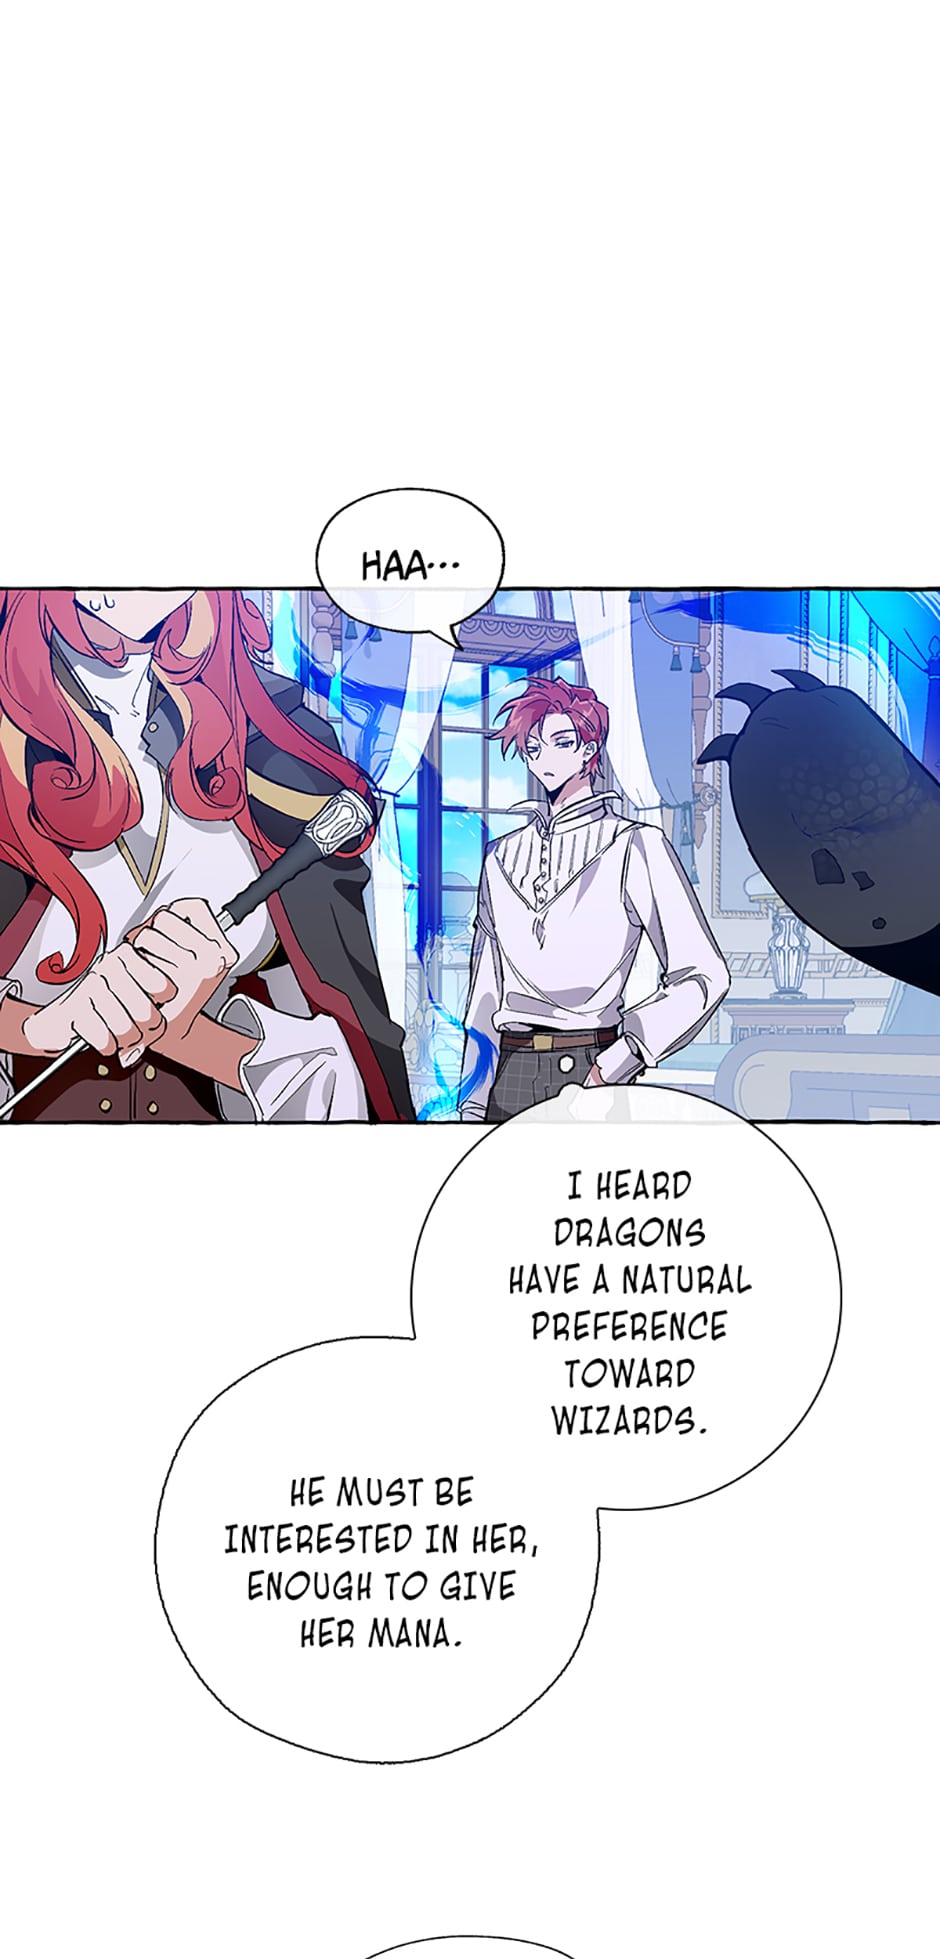 HAA...
I HEARD
DRAGONS
HAVE A NATURAL
PREFERENCE
TOWARD
WIZARDS.
HE MUST BE
INTERESTED IN HER,
ENOUGH TO GIVE
HER MANA.